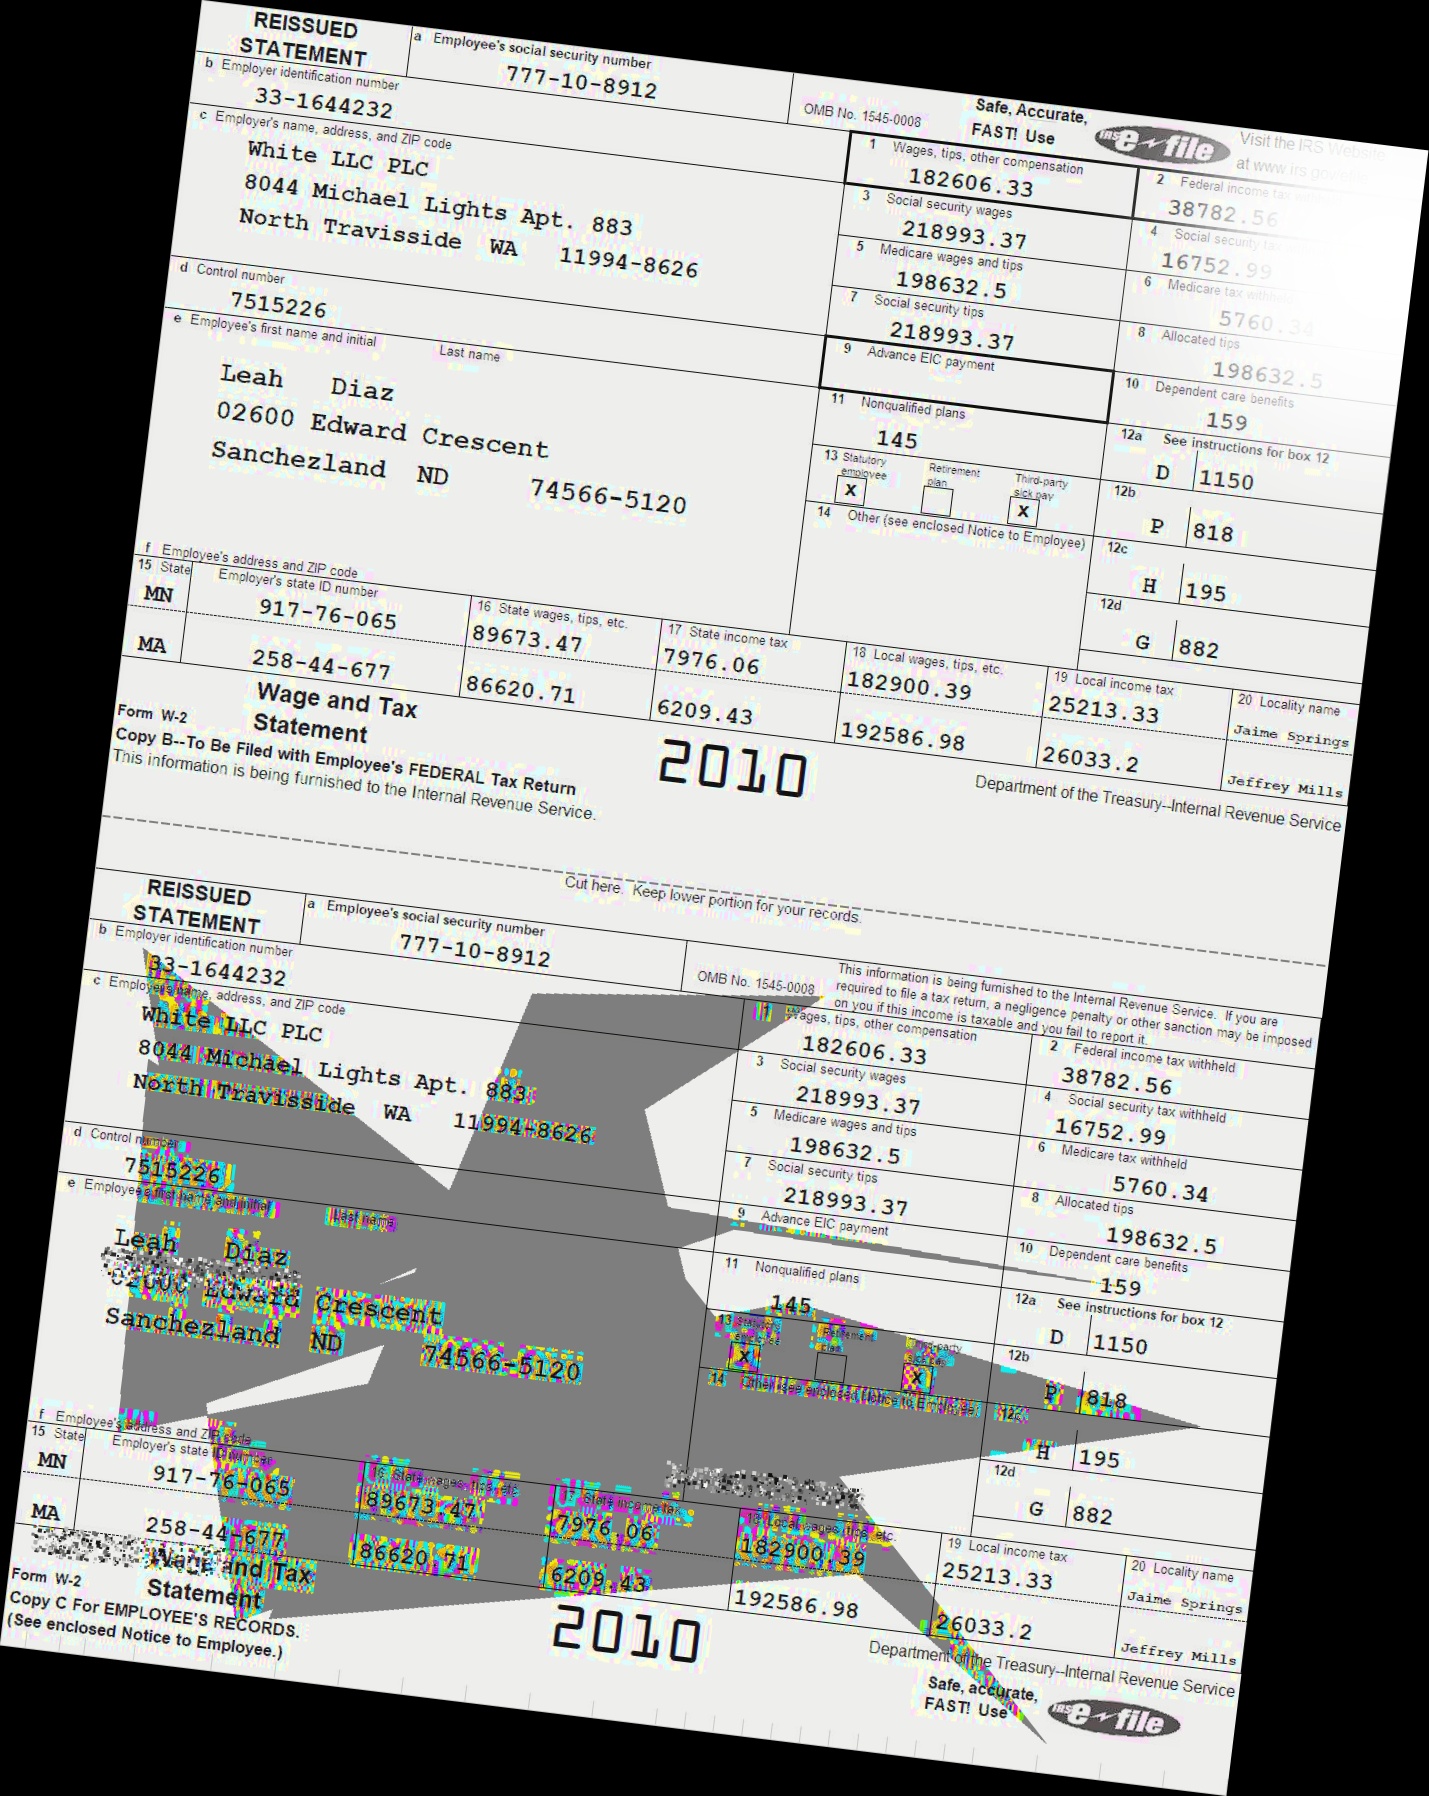 REISSUED
STATEMENT
a Employee's social security number
777-10-8912
OMB No. 1545-0008
Safe, Accurate,
FAST! Use
IRS e-file
Visit the IRS Website
at www.irs.gov
b Employer identification number
33-1644232
c Employer's name, address, and ZIP code
White LLC PLC
8044 Michael Lights Apt. 883
North Travisside WA 11994-8626
d Control number
7515226
e Employee's first name and initial Last name
Leah Diaz
02600 Edward Crescent
Sanchezland ND 74566-5120
f Employee's address and ZIP code
1 Wages, tips, other compensation
182606.33
2 Federal income tax
38782.56
3 Social security wages
218993.37
4 Social security tax
16752.99
5 Medicare wages and tips
198632.5
6 Medicare tax withheld
5760.34
7 Social security tips
218993.37
8 Allocated tips
198632.5
9 Advance EIC payment
10 Dependent care benefits
159
11 Nonqualified plans
145
12a See instructions for box 12
D 1150
13 Statutory employee Retirement plan Third-party sick pay
X X
12b
P 818
14 Other (see enclosed Notice to Employee)
12c
H 195
12d
G 882
15 State Employer's state ID number 16 State wages, tips, etc. 17 State income tax 18 Local wages, tips, etc. 19 Local income tax 20 Locality name
MN 917-76-065 89673.47 7976.06 182900.39 25213.33 Jaime Springs
MA 258-44-677 86620.71 6209.43 192586.98 26033.2 Jeffrey Mills
Form W-2
Wage and Tax
Statement
2010
Department of the Treasury--Internal Revenue Service
Copy B--To Be Filed with Employee's FEDERAL Tax Return
This information is being furnished to the Internal Revenue Service.
Cut here. Keep lower portion for your records.
REISSUED
STATEMENT
a Employee's social security number
777-10-8912
OMB No. 1545-0008
This information is being furnished to the Internal Revenue Service. If you are
required to file a tax return, a negligence penalty or other sanction may be imposed
on you if this income is taxable and you fail to report it.
b Employer identification number
33-1644232
c Employer's name, address, and ZIP code
White LLC PLC
8044 Michael Lights Apt. 883
North Travisside WA 11994-8626
d Control number
7515226
e Employee's first name and initial Last name
Leah Diaz
02600 Edward Crescent
Sanchezland ND 74566-5120
f Employee's address and ZIP code
1 Wages, tips, other compensation
182606.33
2 Federal income tax withheld
38782.56
3 Social security wages
218993.37
4 Social security tax withheld
16752.99
5 Medicare wages and tips
198632.5
6 Medicare tax withheld
5760.34
7 Social security tips
218993.37
8 Allocated tips
198632.5
9 Advance EIC payment
10 Dependent care benefits
159
11 Nonqualified plans
145
12a See instructions for box 12
D 1150
13 Statutory employee Retirement plan Third-party sick pay
X X
12b
P 818
14 Other (see enclosed Notice to Employee)
12c
H 195
12d
G 882
15 State Employer's state ID number 16 State wages, tips, etc. 17 State income tax 18 Local wages, tips, etc. 19 Local income tax 20 Locality name
MN 917-76-065 89673.47 7976.06 182900.39 25213.33 Jaime Springs
MA 258-44-677 86620.71 6209.43 192586.98 26033.2 Jeffrey Mills
Form W-2
Wage and Tax
Statement
2010
Department of the Treasury--Internal Revenue Service
Copy C For EMPLOYEE'S RECORDS.
(See enclosed Notice to Employee.)
Safe, accurate,
FAST! Use
IRS e-file